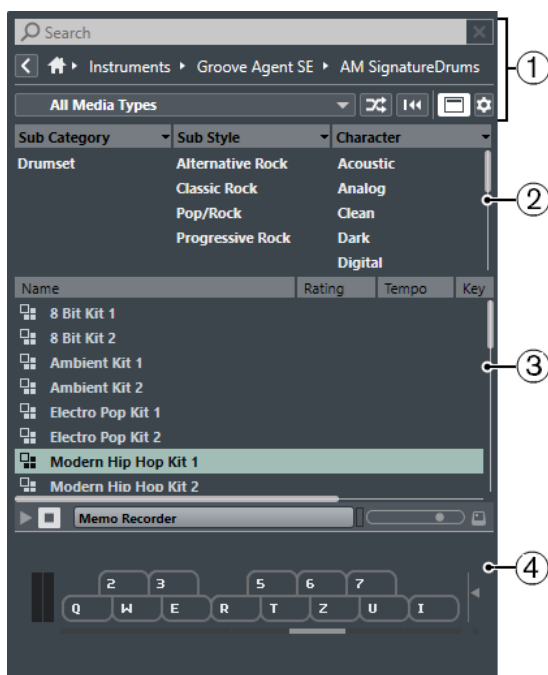 Search
Instruments Groove Agent SE AM SignatureDrums
1
All Media Types
Sub Category Sub Style Character
2
Drumset Alternative Rock Acoustic
Classic Rock Analog
Pop/Rock Clean
Progressive Rock Dark
Digital
Name Rating Tempo Key
8 Bit Kit 1
8 Bit Kit 2
Ambient Kit 1
3
Ambient Kit 2
Electro Pop Kit 1
Electro Pop Kit 2
Modern Hip Hop Kit 1
Modern Hip Hop Kit 2
Memo Recorder
4
2 3 5 6 7
Q W E R T Z U I